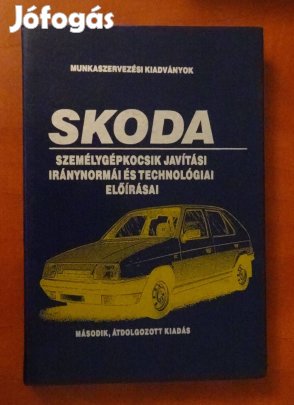 Jófogás
MUNKASZERVEZÉSI KIADVÁNYOK
SKODA
SZEMÉLYGÉPKOCSIK JAVÍTÁSI
IRÁNYNORMÁI ÉS TECHNOLÓGIAI
ELŐÍRÁSAI
MÁSODIK, ÁTDOLGOZOTT KIADÁS